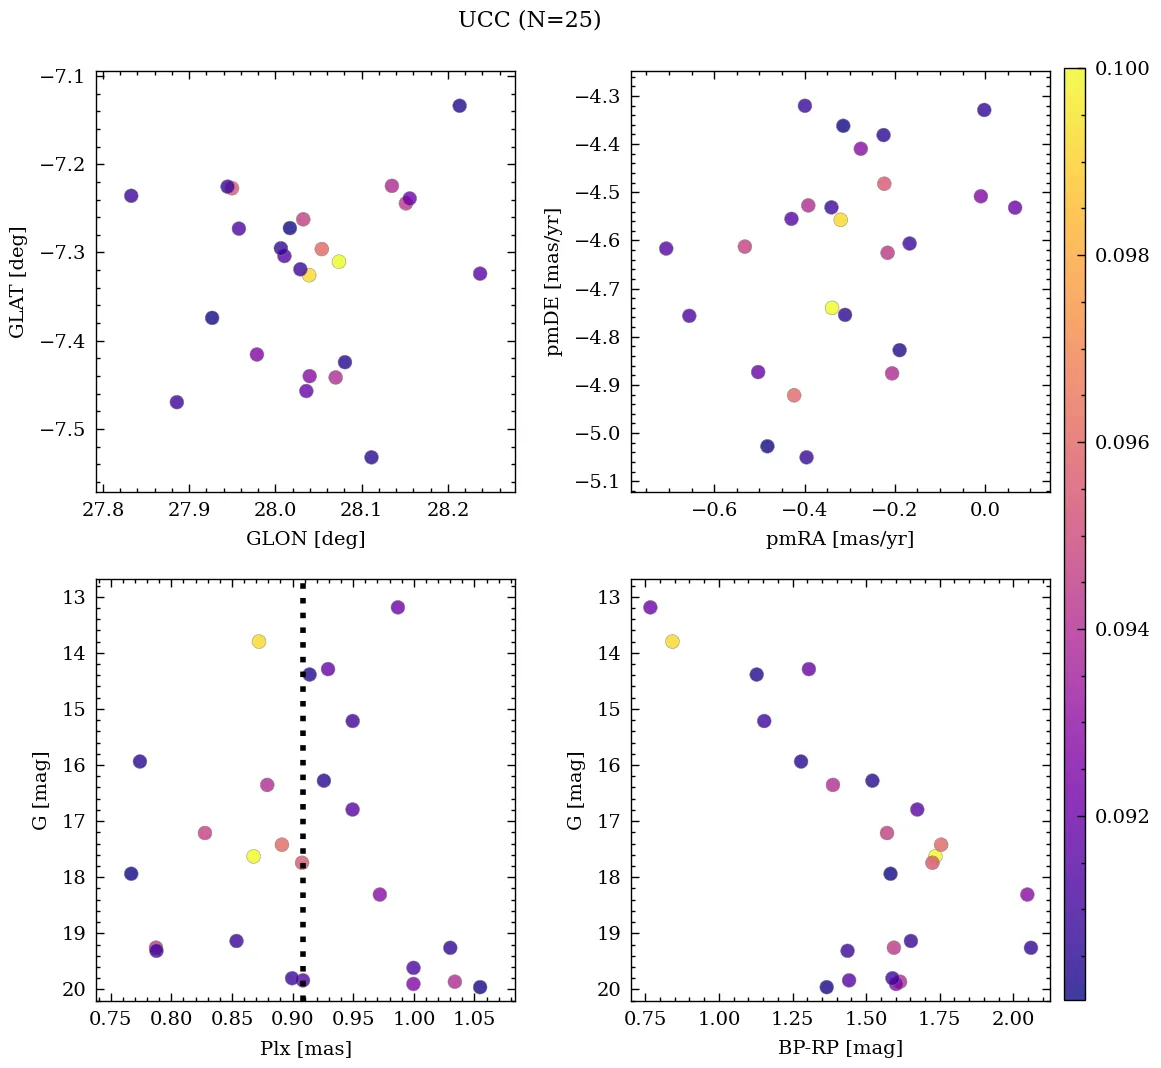 UCC (N=25)
−7.1
−7.2
−7.3
−7.4
−7.5
GLAT [deg]
27.8 27.9 28.0 28.1 28.2
GLON [deg]
−4.3
−4.4
−4.5
−4.6
−4.7
−4.8
−4.9
−5.0
−5.1
pmDE [mas/yr]
−0.6 −0.4 −0.2 0.0
pmRA [mas/yr]
13
14
15
16
17
18
19
20
G [mag]
0.75 0.80 0.85 0.90 0.95 1.00 1.05
Plx [mas]
13
14
15
16
17
18
19
20
G [mag]
0.75 1.00 1.25 1.50 1.75 2.00
BP-RP [mag]
0.100
0.098
0.096
0.094
0.092